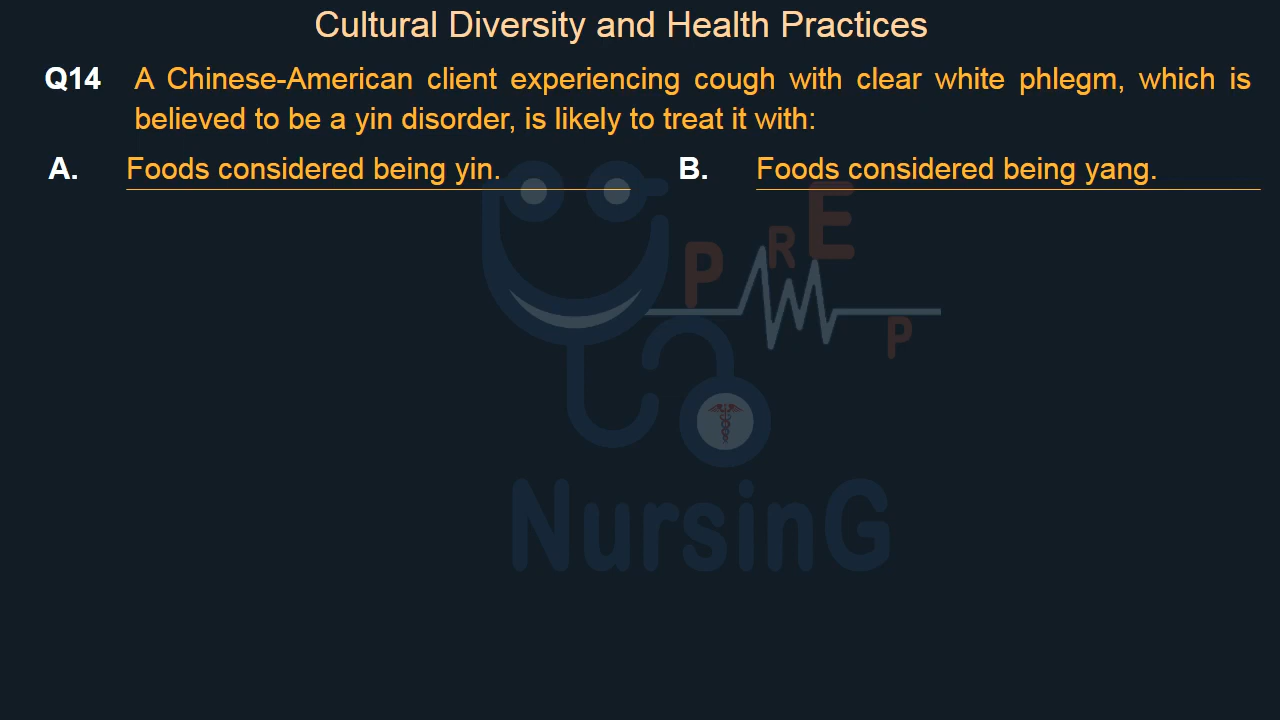 Cultural Diversity and Health Practices
Q14 A Chinese-American client experiencing cough with clear white phlegm, which is
believed to be a yin disorder, is likely to treat it with:
A. Foods considered being yin. B. Foods considered being yang.
P R E P
NursinG